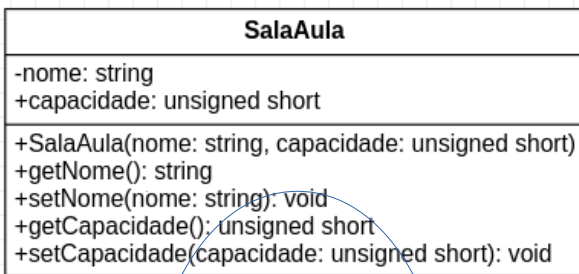 SalaAula
-nome: string
+capacidade: unsigned short
+SalaAula(nome: string, capacidade: unsigned short)
+getNome(): string
+setNome(nome: string): void
+getCapacidade(): unsigned short
+setCapacidade(capacidade: unsigned short): void